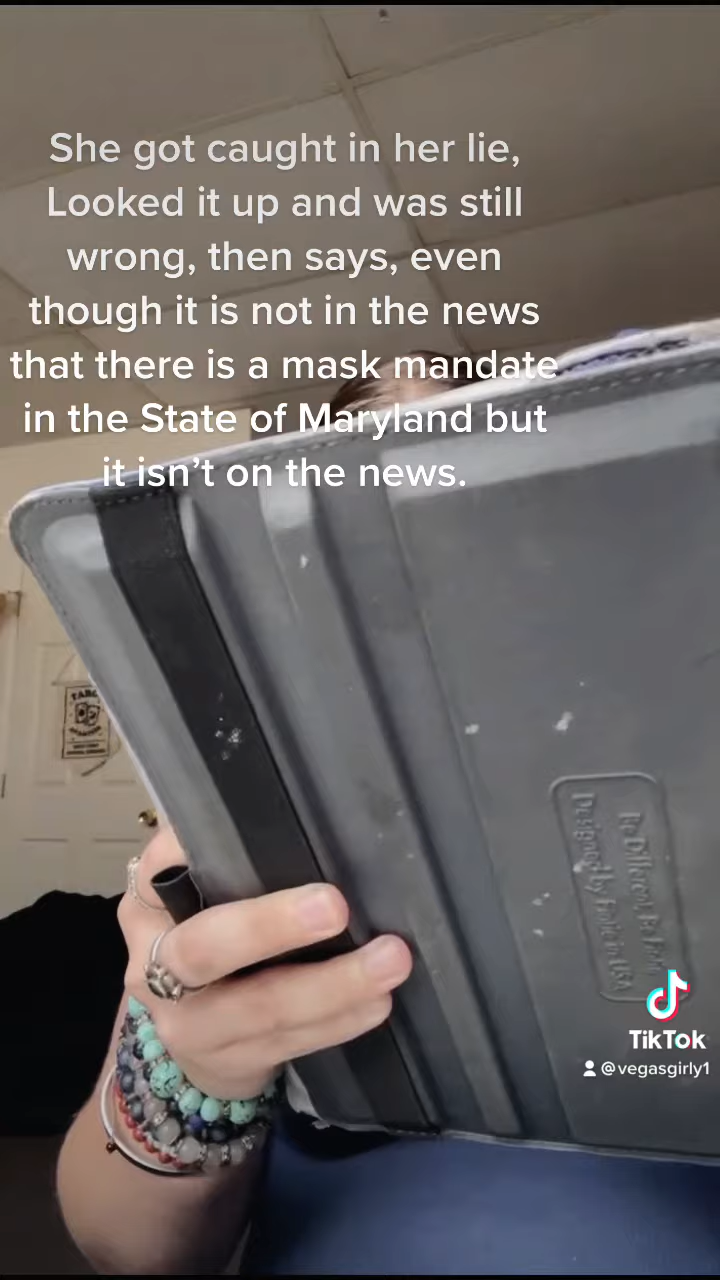 She got caught in her lie,
Looked it up and was still
wrong, then says, even
though it is not in the news
that there is a mask mandate
in the State of Maryland but
it isn’t on the news.
TAROT
Be Different, Be
Designed by in USA
TikTok
@vegasgirly1